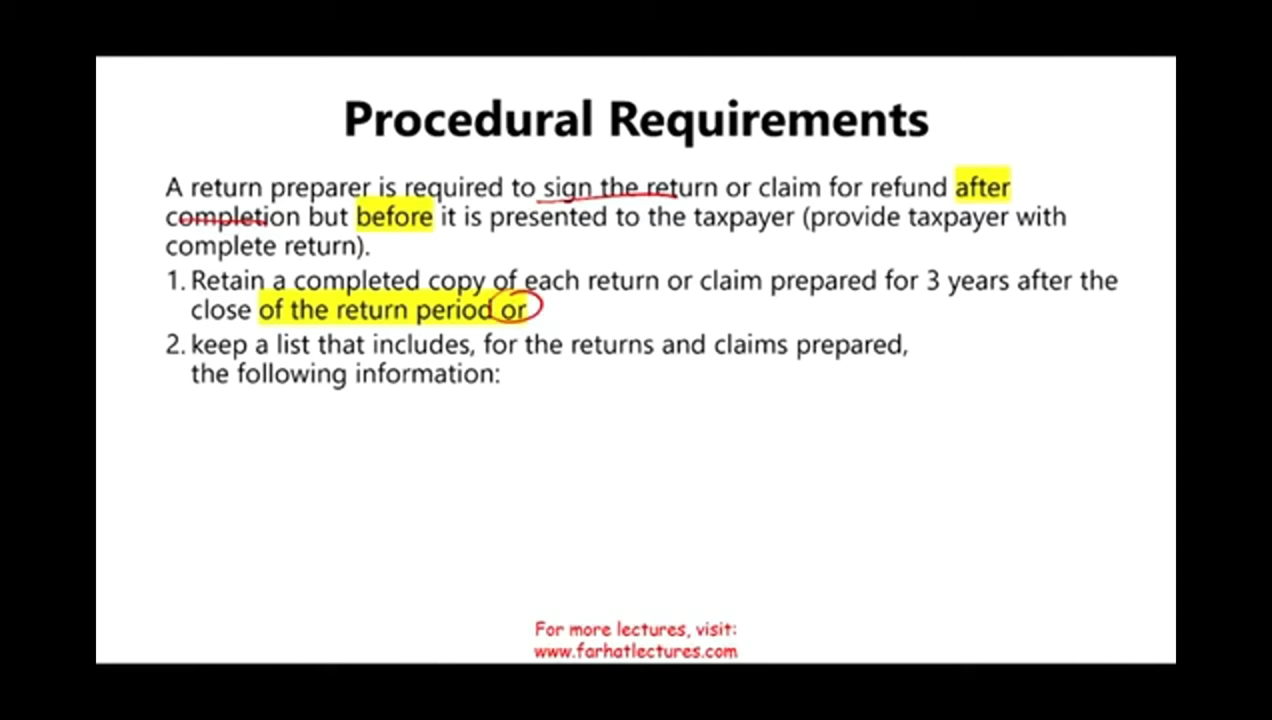 Procedural Requirements
A return preparer is required to sign the return or claim for refund after
completion but before it is presented to the taxpayer (provide taxpayer with
complete return).
1. Retain a completed copy of each return or claim prepared for 3 years after the
close of the return period or
2. keep a list that includes, for the returns and claims prepared,
the following information:
For more lectures, visit:
www.farhatlectures.com